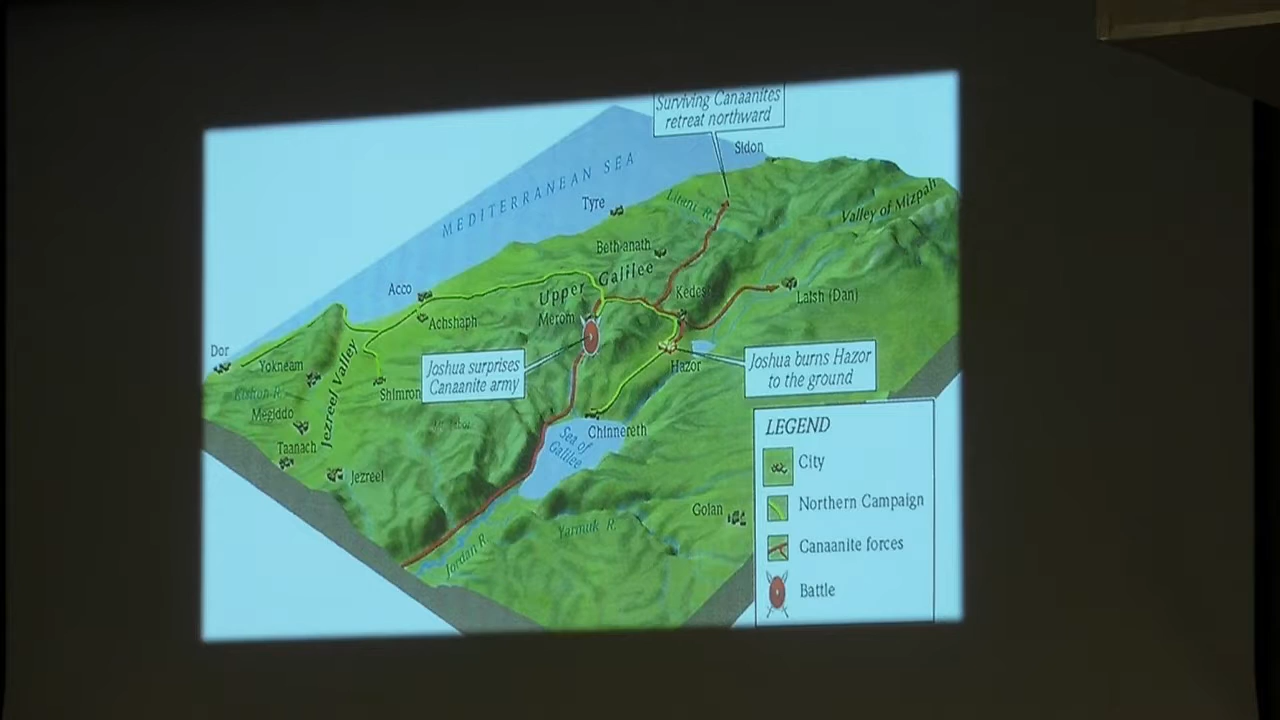 Surviving Canaanites
retreat northward
Sidon
MEDITERRANEAN SEA
Tyre
Litani R.
Valley of Mizpah
Beth-anath
Upper Galilee
Acco
Achshaph
Merom
Kedesh
Laish (Dan)
Dor
Yokneam
Jezreel Valley
Joshua surprises
Canaanite army
Hazor
Joshua burns Hazor
to the ground
Kishon R.
Shimron
Megiddo
Mt. Tabor
Chinnereth
Sea of
Galilee
Taanach
Jezreel
Golan
Yarmuk R.
Jordan R.
LEGEND
City
Northern Campaign
Canaanite forces
Battle